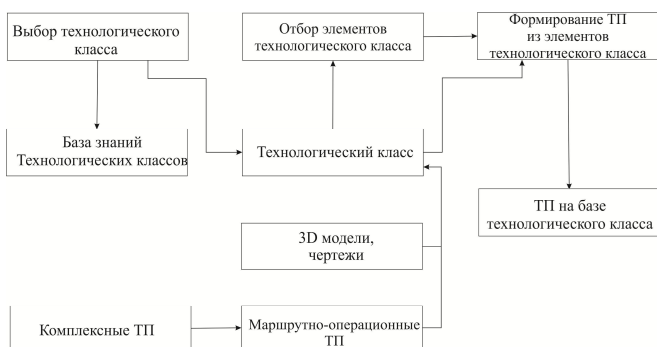 Выбор технологического
класса
Отбор элементов
технологического класса
Формирование ТП
из элементов
технологического класса
База знаний
Технологических классов
Технологический класс
ТП на базе
технологического класса
3D модели,
чертежи
Комплексные ТП
Маршрутно-операционные
ТП